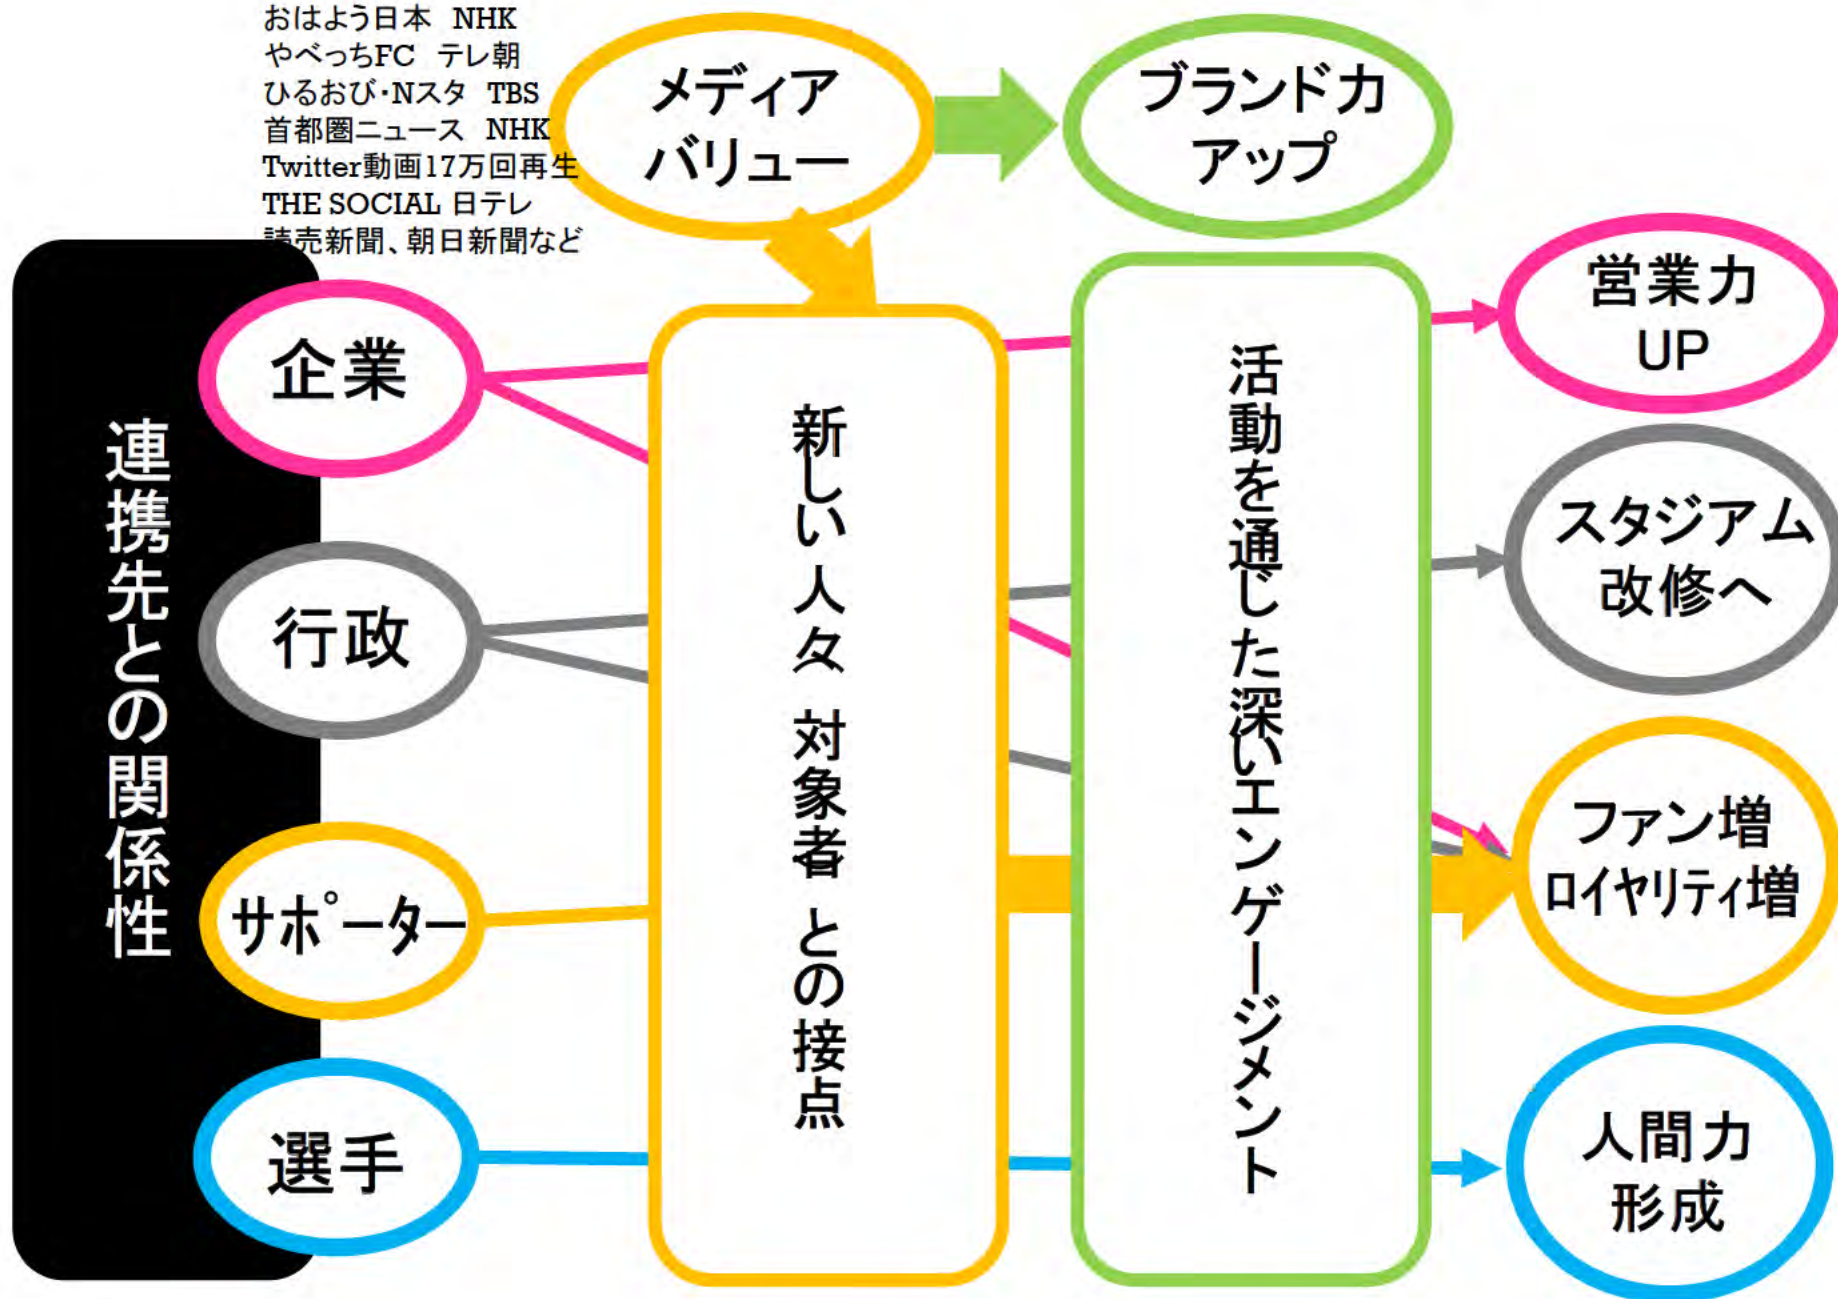 おはよう日本　NHK
やべっちFC　テレ朝
ひるおび・Nスタ　TBS
首都圏ニュース　NHK
Twitter動画17万回再生
THE SOCIAL 日テレ
読売新聞、朝日新聞など
メディア
バリュー
ブランド力
アップ
連携先との関係性
企業
行政
サポーター
選手
新しい人々（対象者）との接点
活動を通じた深いエンゲージメント
営業力
UP
スタジアム
改修へ
ファン増
ロイヤリティ増
人間力
形成